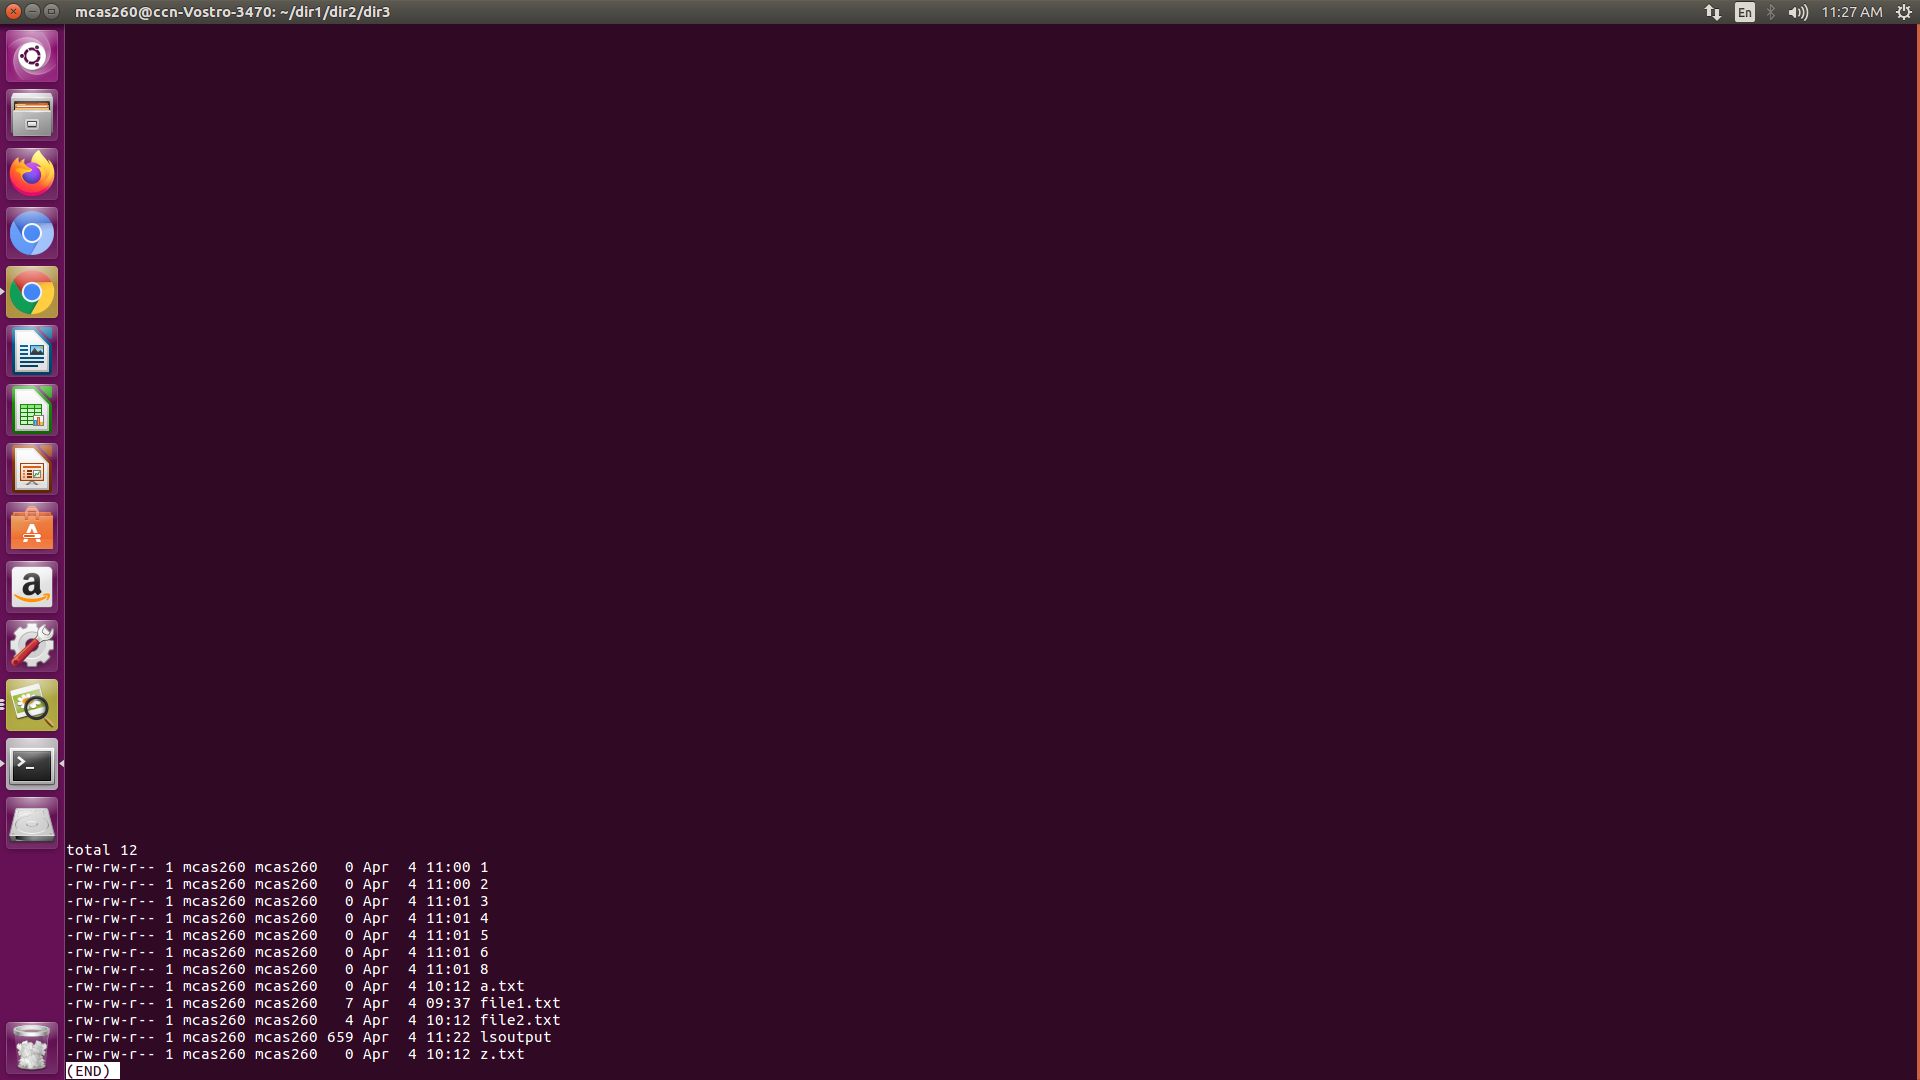 mcas260@ccn-Vostro-3470: ~/dir1/dir2/dir3
En
11:27 AM
total 12
-rw-rw-r-- 1 mcas260 mcas260   0 Apr  4 11:00 1
-rw-rw-r-- 1 mcas260 mcas260   0 Apr  4 11:00 2
-rw-rw-r-- 1 mcas260 mcas260   0 Apr  4 11:01 3
-rw-rw-r-- 1 mcas260 mcas260   0 Apr  4 11:01 4
-rw-rw-r-- 1 mcas260 mcas260   0 Apr  4 11:01 5
-rw-rw-r-- 1 mcas260 mcas260   0 Apr  4 11:01 6
-rw-rw-r-- 1 mcas260 mcas260   0 Apr  4 11:01 8
-rw-rw-r-- 1 mcas260 mcas260   0 Apr  4 10:12 a.txt
-rw-rw-r-- 1 mcas260 mcas260   7 Apr  4 09:37 file1.txt
-rw-rw-r-- 1 mcas260 mcas260   4 Apr  4 10:12 file2.txt
-rw-rw-r-- 1 mcas260 mcas260 659 Apr  4 11:22 lsoutput
-rw-rw-r-- 1 mcas260 mcas260   0 Apr  4 10:12 z.txt
(END)